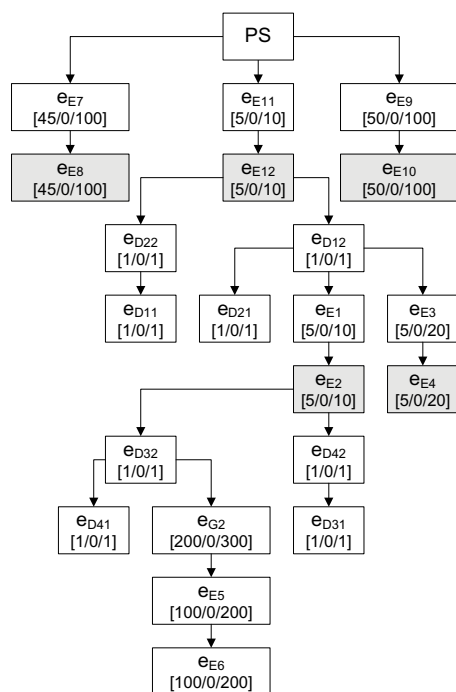 PS
eE7
[45/0/100]
eE11
[5/0/10]
eE9
[50/0/100]
eE8
[45/0/100]
eE12
[5/0/10]
eE10
[50/0/100]
eD22
[1/0/1]
eD12
[1/0/1]
eD11
[1/0/1]
eD21
[1/0/1]
eE1
[5/0/10]
eE3
[5/0/20]
eE2
[5/0/10]
eE4
[5/0/20]
eD32
[1/0/1]
eD42
[1/0/1]
eD41
[1/0/1]
eG2
[200/0/300]
eD31
[1/0/1]
eE5
[100/0/200]
eE6
[100/0/200]